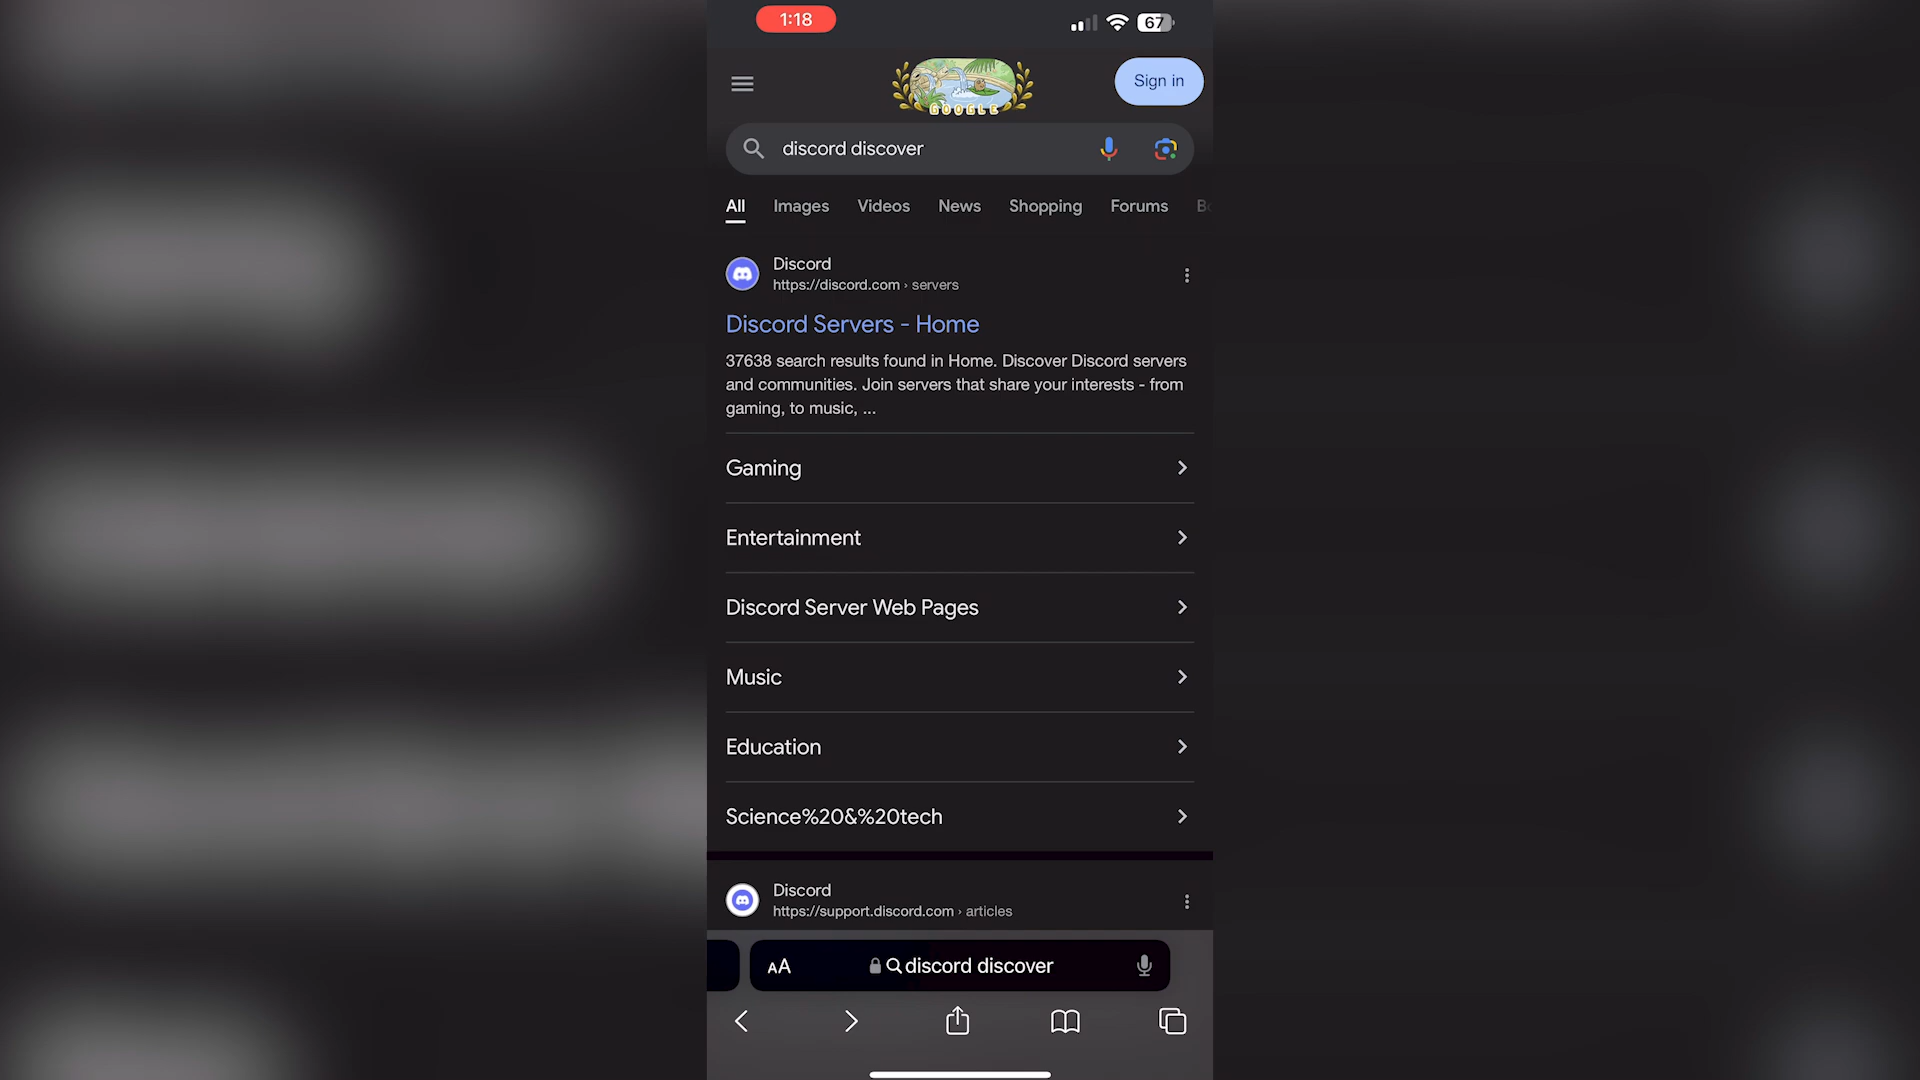 1:18
67
GOOGLE
Sign in
discord discover
All Images Videos News Shopping Forums
Discord
https://discord.com › servers
Discord Servers - Home
37638 search results found in Home. Discover Discord servers
and communities. Join servers that share your interests - from
gaming, to music, ...
Gaming
Entertainment
Discord Server Web Pages
Music
Education
Science%20&%20tech
Discord
https://support.discord.com › articles
AA discord discover